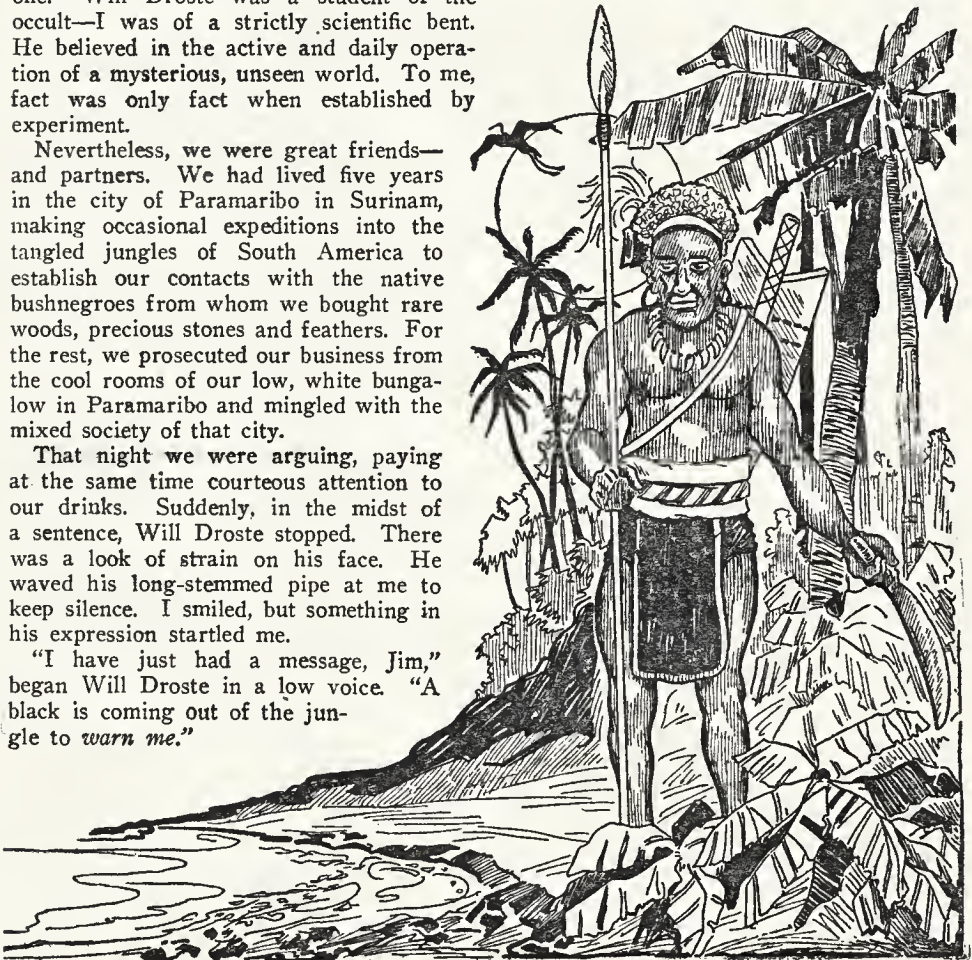 occult—I was of a strictly scientific bent.
He believed in the active and daily opera-
tion of a mysterious, unseen world. To me,
fact was only fact when established by
experiment.
Nevertheless, we were great friends—
and partners. We had lived five years
in the city of Paramaribo in Surinam,
making occasional expeditions into the
tangled jungles of South America to
establish our contacts with the native
bushnegroes from whom we bought rare
woods, precious stones and feathers. For
the rest, we prosecuted our business from
the cool rooms of our low, white bunga-
low in Paramaribo and mingled with the
mixed society of that city.
That night we were arguing, paying
at the same time courteous attention to
our drinks. Suddenly, in the midst of
a sentence, Will Droste stopped. There
was a look of strain on his face. He
waved his long-stemmed pipe at me to
keep silence. I smiled, but something in
his expression startled me.
“I have just had a message, Jim,”
began Will Droste in a low voice. “A
black is coming out of the jun-
gle to warn me.”